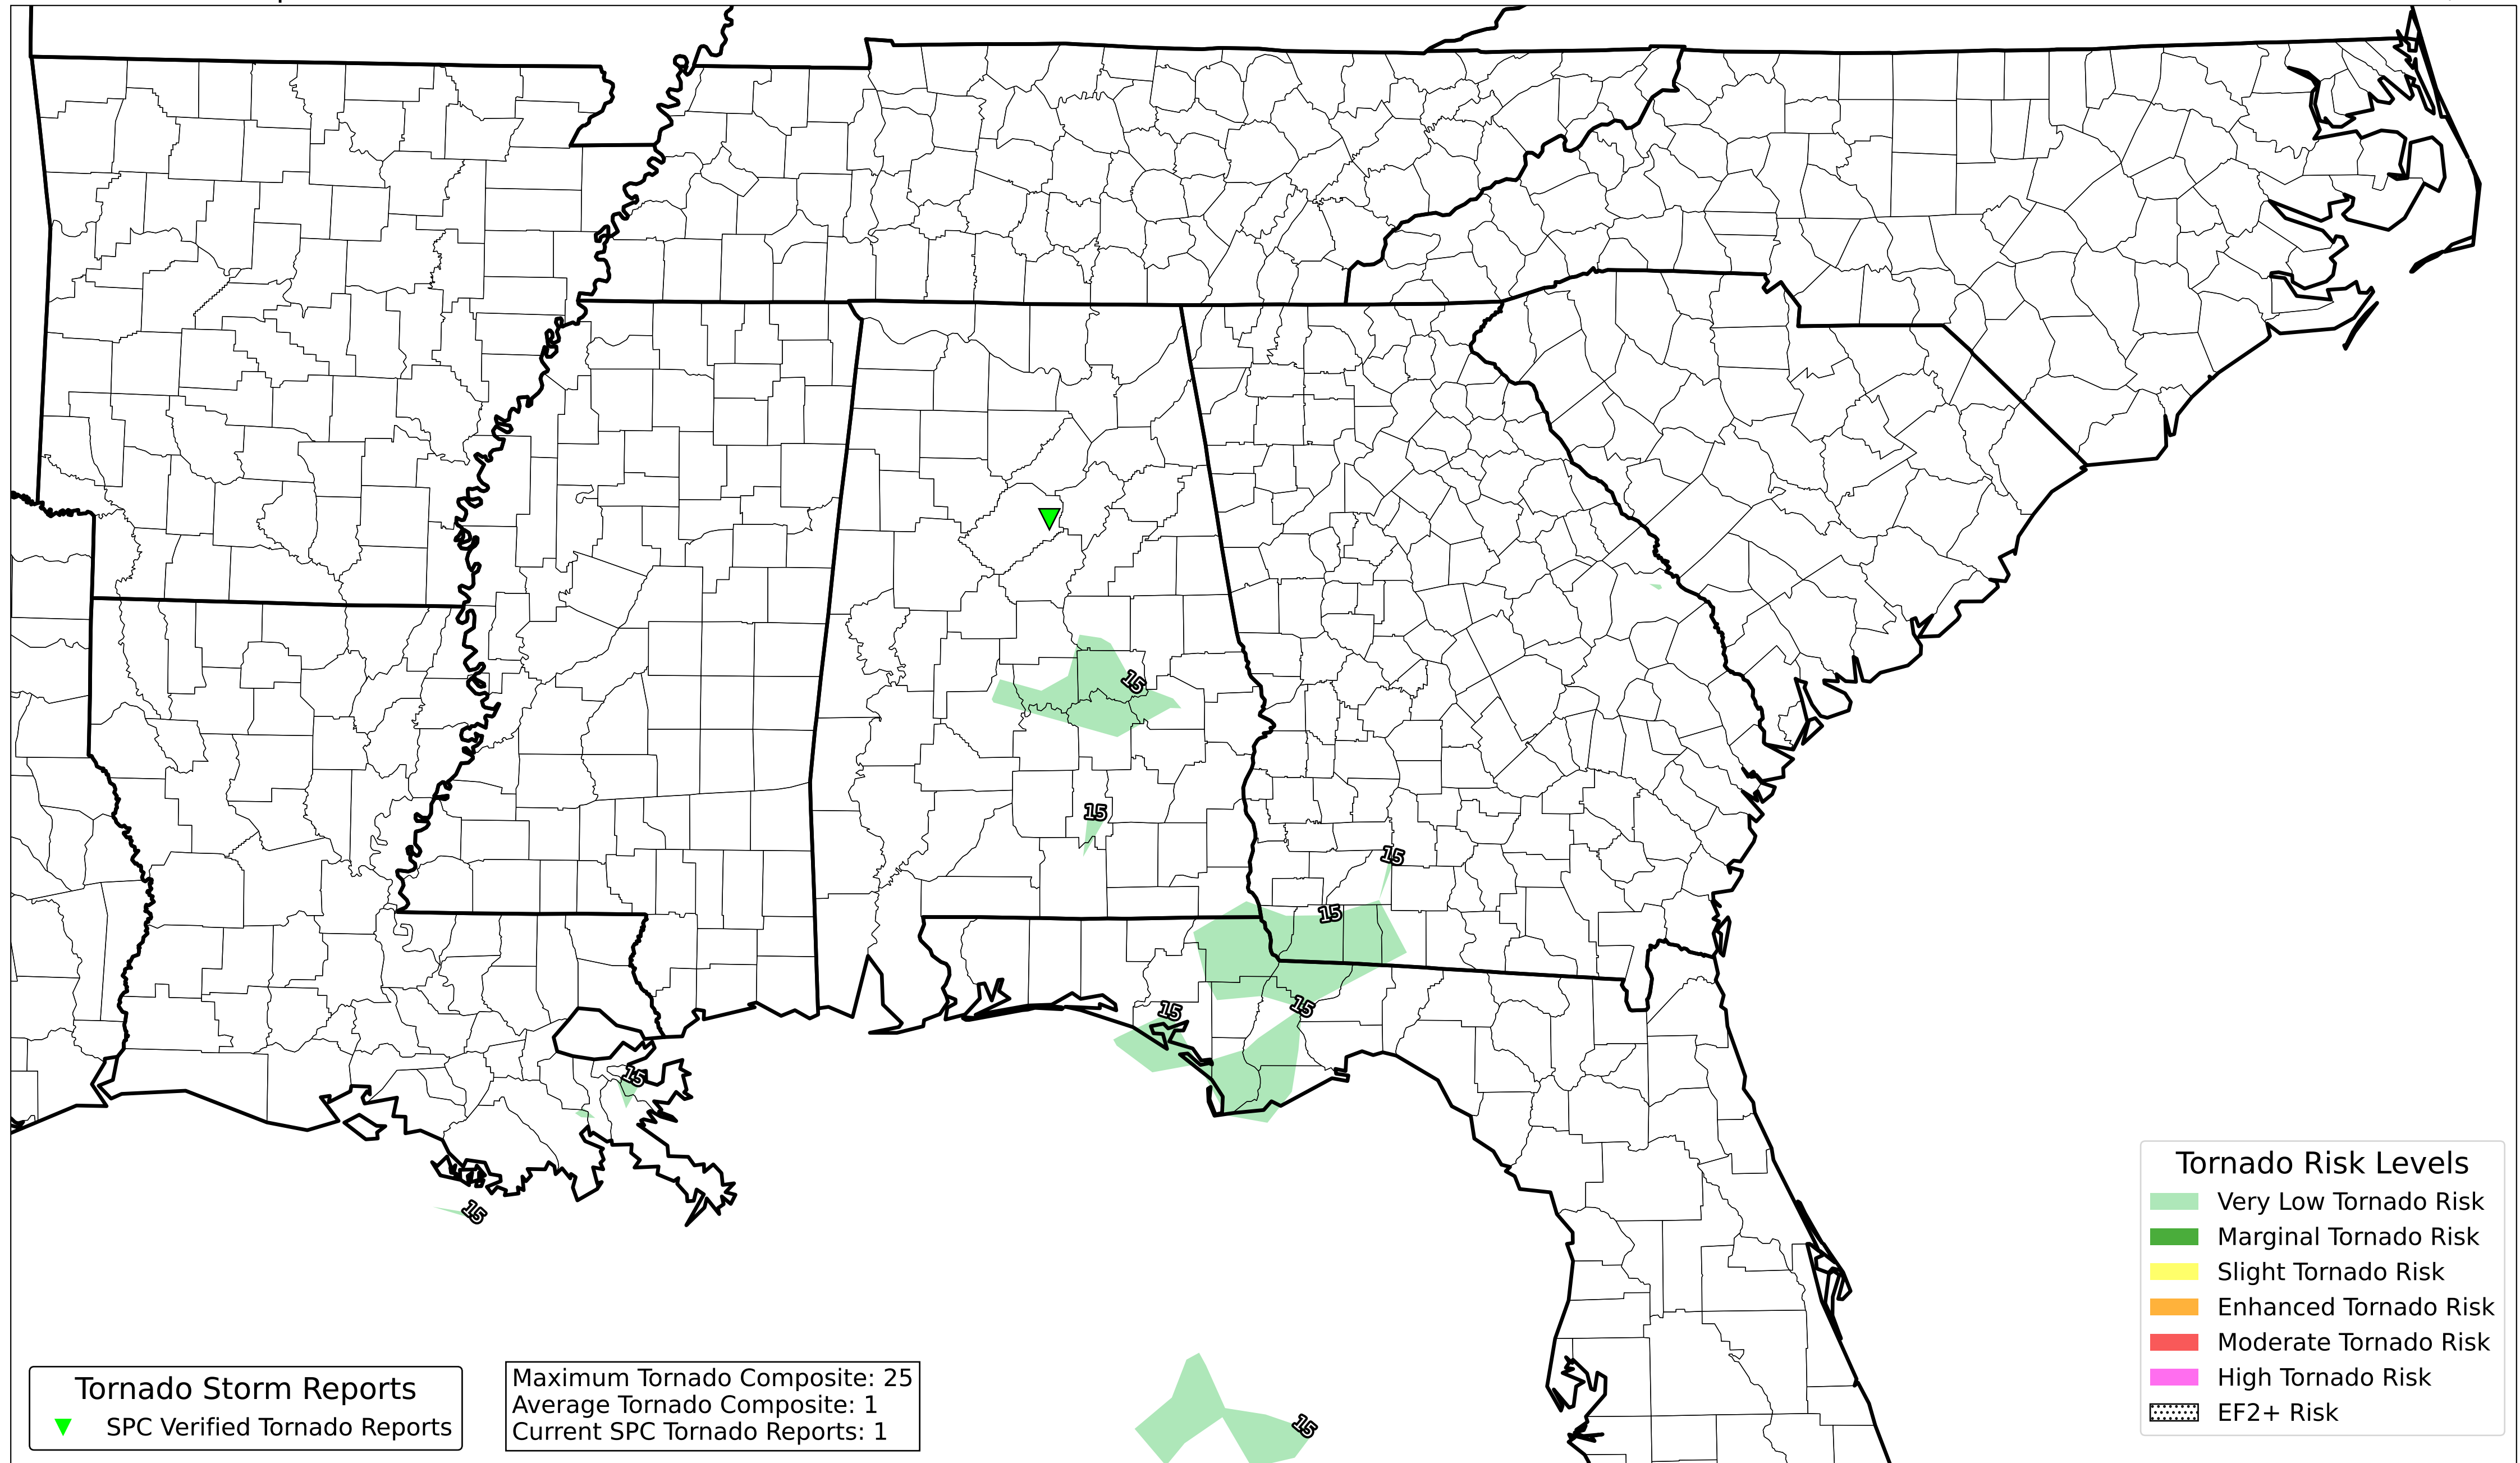 15
15
15
15
15
15
15
15
15
Tornado Risk Levels
Very Low Tornado Risk
Marginal Tornado Risk
Slight Tornado Risk
Enhanced Tornado Risk
Moderate Tornado Risk
High Tornado Risk
EF2+ Risk
Tornado Storm Reports
SPC Verified Tornado Reports
Maximum Tornado Composite: 25
Average Tornado Composite: 1
Current SPC Tornado Reports: 1